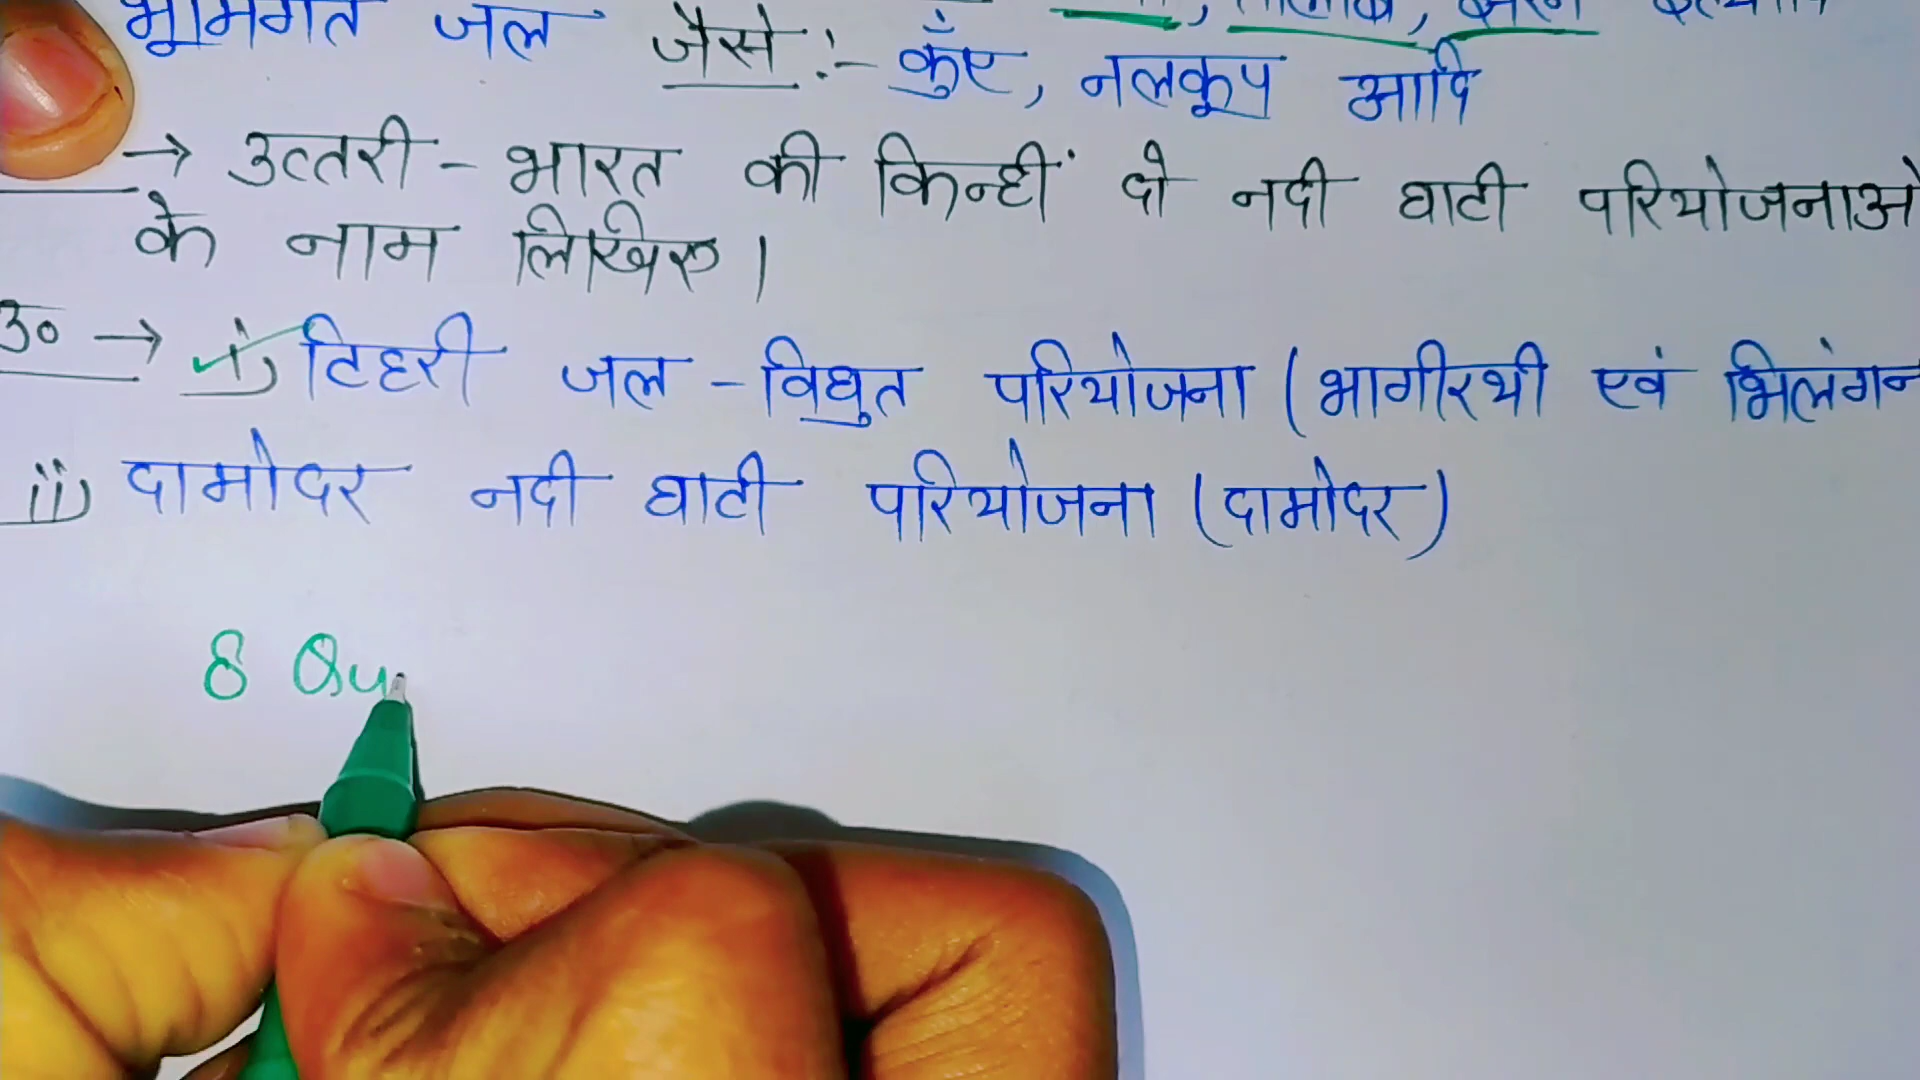 भूमिगत जल जैसे :- कुँए, नलकूप आदि
→ उत्तरी - भारत की किन्हीं दो नदी घाटी परियोजनाओ
के नाम लिखिए।
उ० → i) टिहरी जल - विधुत परियोजना (भागीरथी एवं भिलंगन
ii) दामोदर नदी घाटी परियोजना (दामोदर)
8 Qu